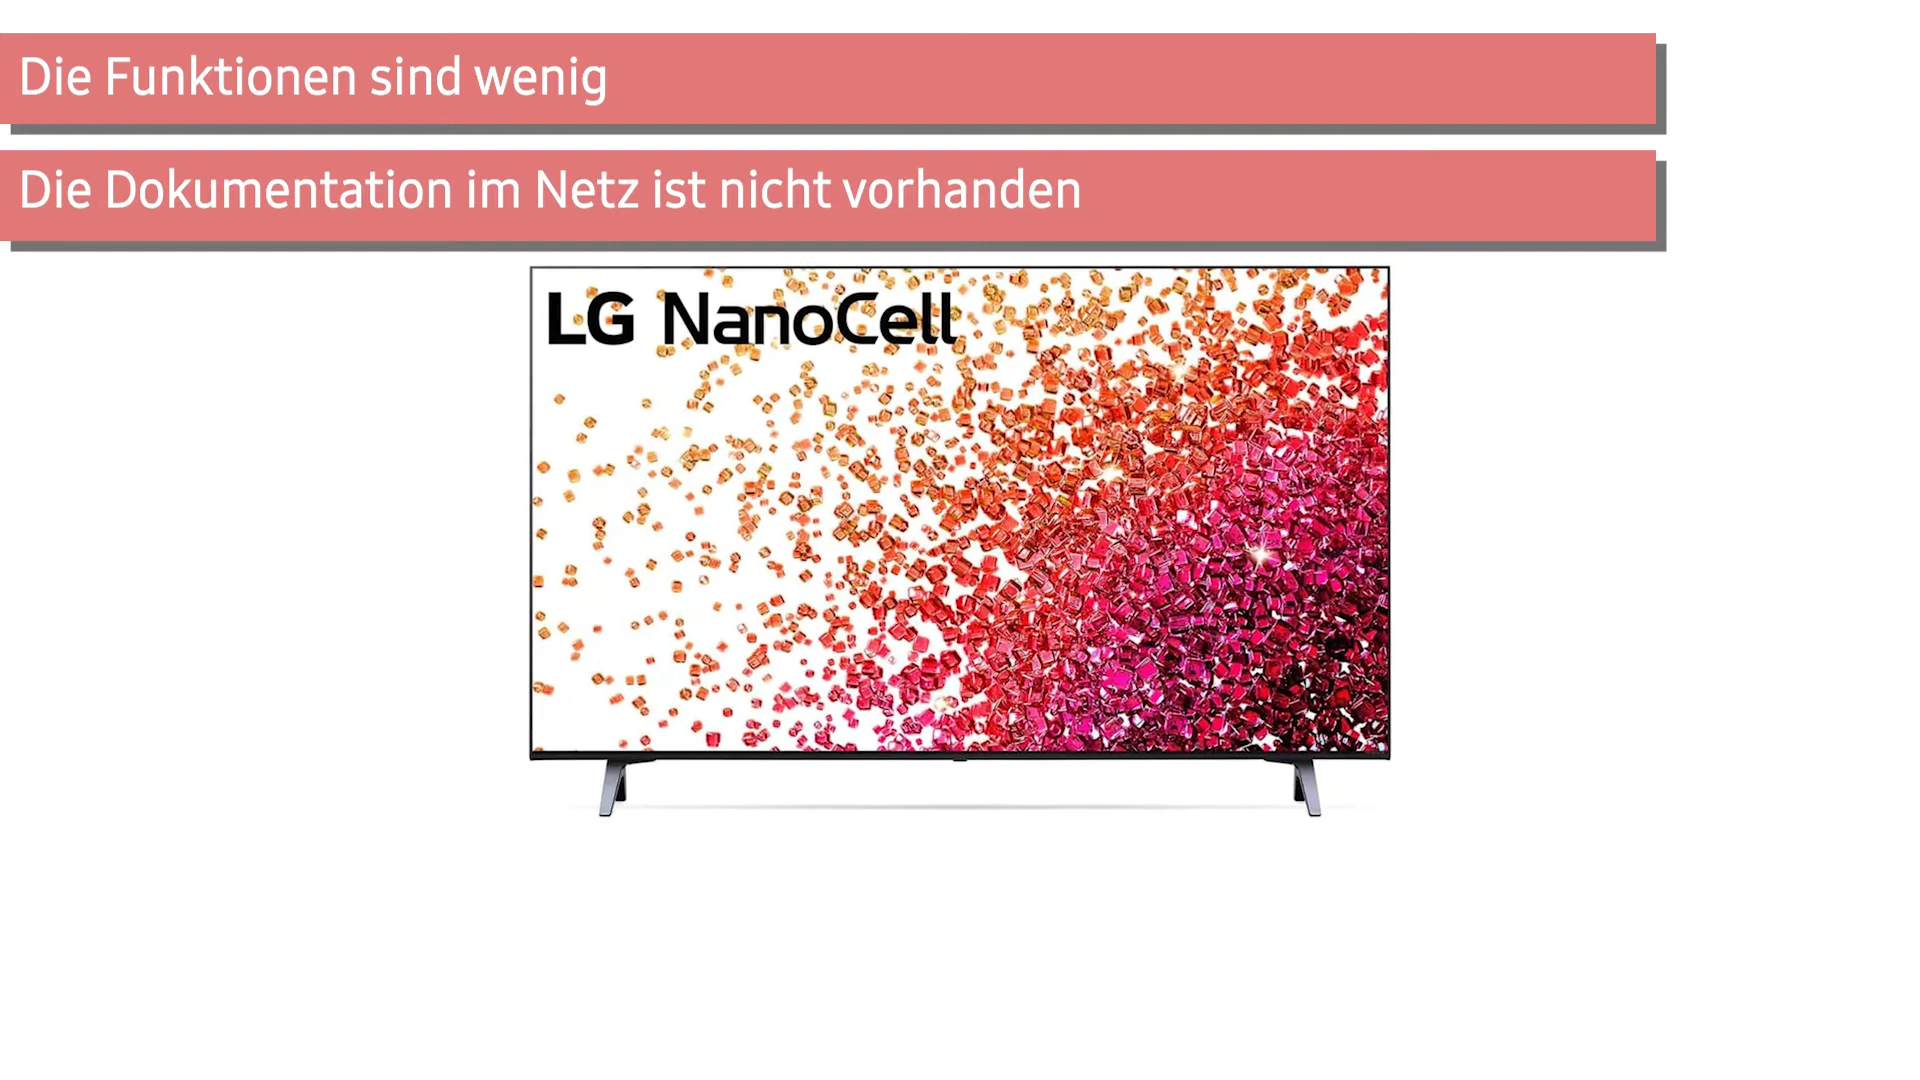 Die Funktionen sind wenig
Die Dokumentation im Netz ist nicht vorhanden
LG NanoCell